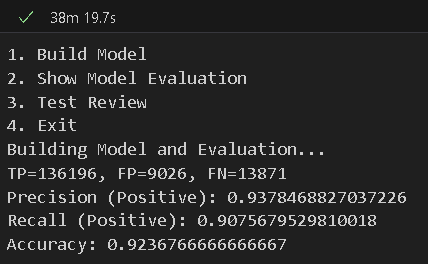 38m 19.7s
1. Build Model
2. Show Model Evaluation
3. Test Review
4. Exit
Building Model and Evaluation...
TP=136196, FP=9026, FN=13871
Precision (Positive): 0.9378468827037226
Recall (Positive): 0.9075679529810018
Accuracy: 0.9236766666666667